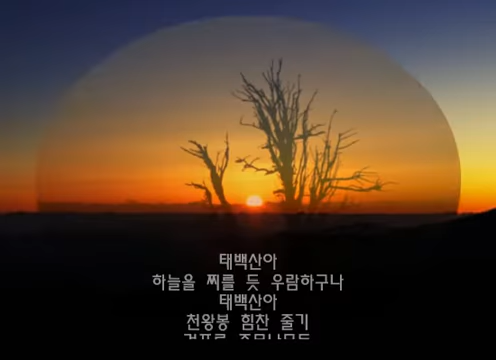 태백산아
하늘을 찌를 듯 우람하구나
태백산아
천왕봉 힘찬 줄기